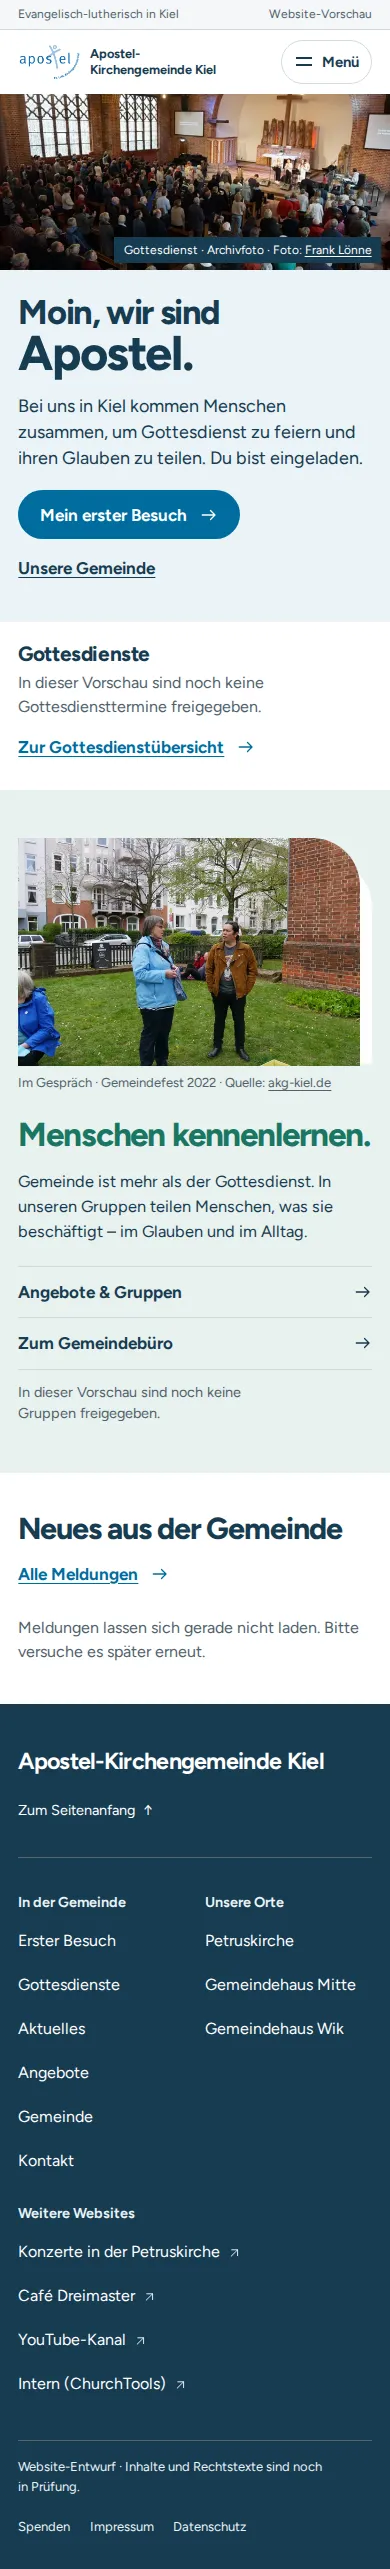 Evangelisch-lutherisch in Kiel
Website-Vorschau
apostel
Apostel-
Kirchengemeinde Kiel
Menü
Gottesdienst · Archivfoto · Foto: Frank Lönne
Moin, wir sind
Apostel.
Bei uns in Kiel kommen Menschen
zusammen, um Gottesdienst zu feiern und
ihren Glauben zu teilen. Du bist eingeladen.
Mein erster Besuch →
Unsere Gemeinde
Gottesdienste
In dieser Vorschau sind noch keine
Gottesdiensttermine freigegeben.
Zur Gottesdienstübersicht →
Im Gespräch · Gemeindefest 2022 · Quelle: akg-kiel.de
Menschen kennenlernen.
Gemeinde ist mehr als der Gottesdienst. In
unseren Gruppen teilen Menschen, was sie
beschäftigt – im Glauben und im Alltag.
Angebote & Gruppen →
Zum Gemeindebüro →
In dieser Vorschau sind noch keine
Gruppen freigegeben.
Neues aus der Gemeinde
Alle Meldungen →
Meldungen lassen sich gerade nicht laden. Bitte
versuche es später erneut.
Apostel-Kirchengemeinde Kiel
Zum Seitenanfang ↑
In der Gemeinde
Erster Besuch
Gottesdienste
Aktuelles
Angebote
Gemeinde
Kontakt
Unsere Orte
Petruskirche
Gemeindehaus Mitte
Gemeindehaus Wik
Weitere Websites
Konzerte in der Petruskirche ↗
Café Dreimaster ↗
YouTube-Kanal ↗
Intern (ChurchTools) ↗
Website-Entwurf · Inhalte und Rechtstexte sind noch
in Prüfung.
Spenden Impressum Datenschutz